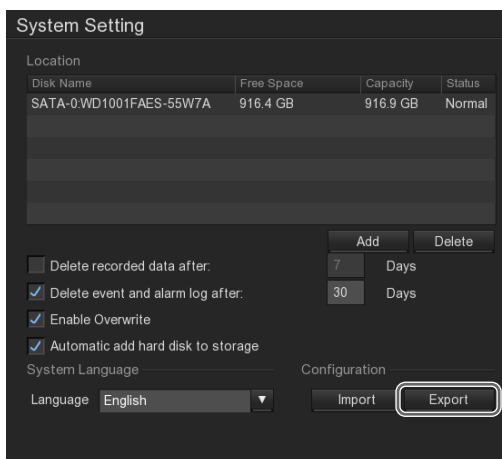 System Setting
Location
Disk Name Free Space Capacity Status
SATA-0:WD1001FAES-55W7A 916.4 GB 916.9 GB Normal
Add Delete
Delete recorded data after: 7 Days
Delete event and alarm log after: 30 Days
Enable Overwrite
Automatic add hard disk to storage
System Language Configuration
Language English Import Export